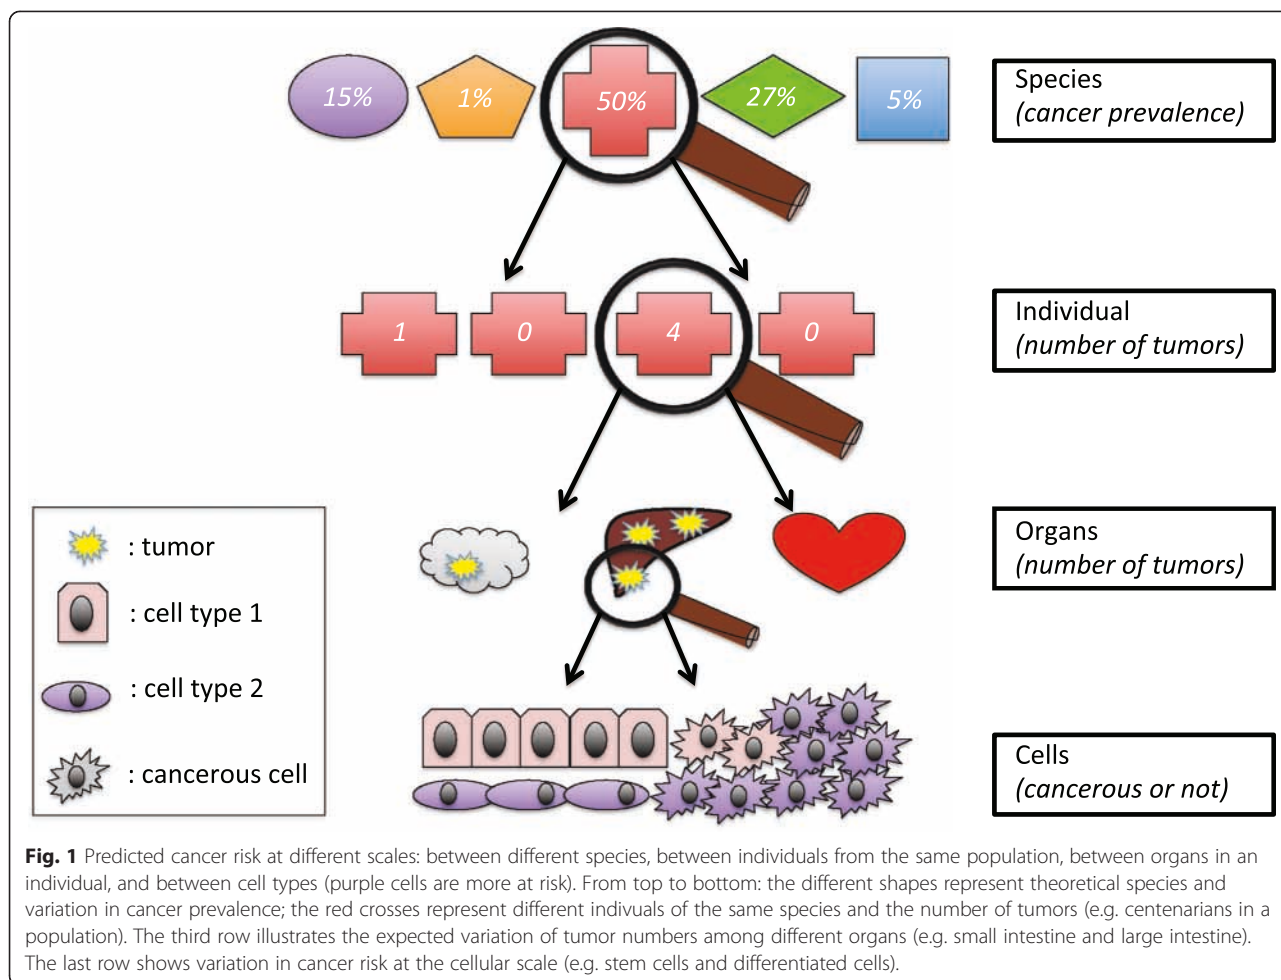 15%
1%
50%
27%
5%
Species
(cancer prevalence)
1
0
4
0
Individual
(number of tumors)
Organs
(number of tumors)
: tumor
: cell type 1
: cell type 2
: cancerous cell
Cells
(cancerous or not)
Fig. 1 Predicted cancer risk at different scales: between different species, between individuals from the same population, between organs in an
individual, and between cell types (purple cells are more at risk). From top to bottom: the different shapes represent theoretical species and
variation in cancer prevalence; the red crosses represent different indivuals of the same species and the number of tumors (e.g. centenarians in a
population). The third row illustrates the expected variation of tumor numbers among different organs (e.g. small intestine and large intestine).
The last row shows variation in cancer risk at the cellular scale (e.g. stem cells and differentiated cells).